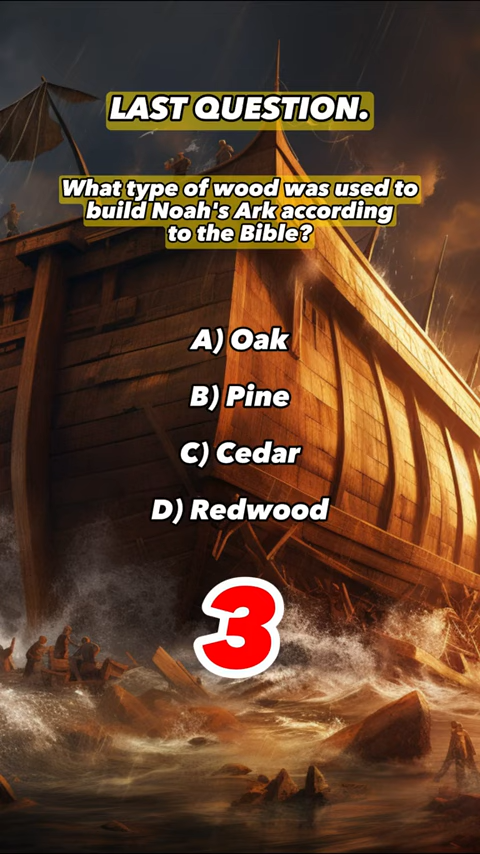 LAST QUESTION.
What type of wood was used to
build Noah's Ark according
to the Bible?
A) Oak
B) Pine
C) Cedar
D) Redwood
3